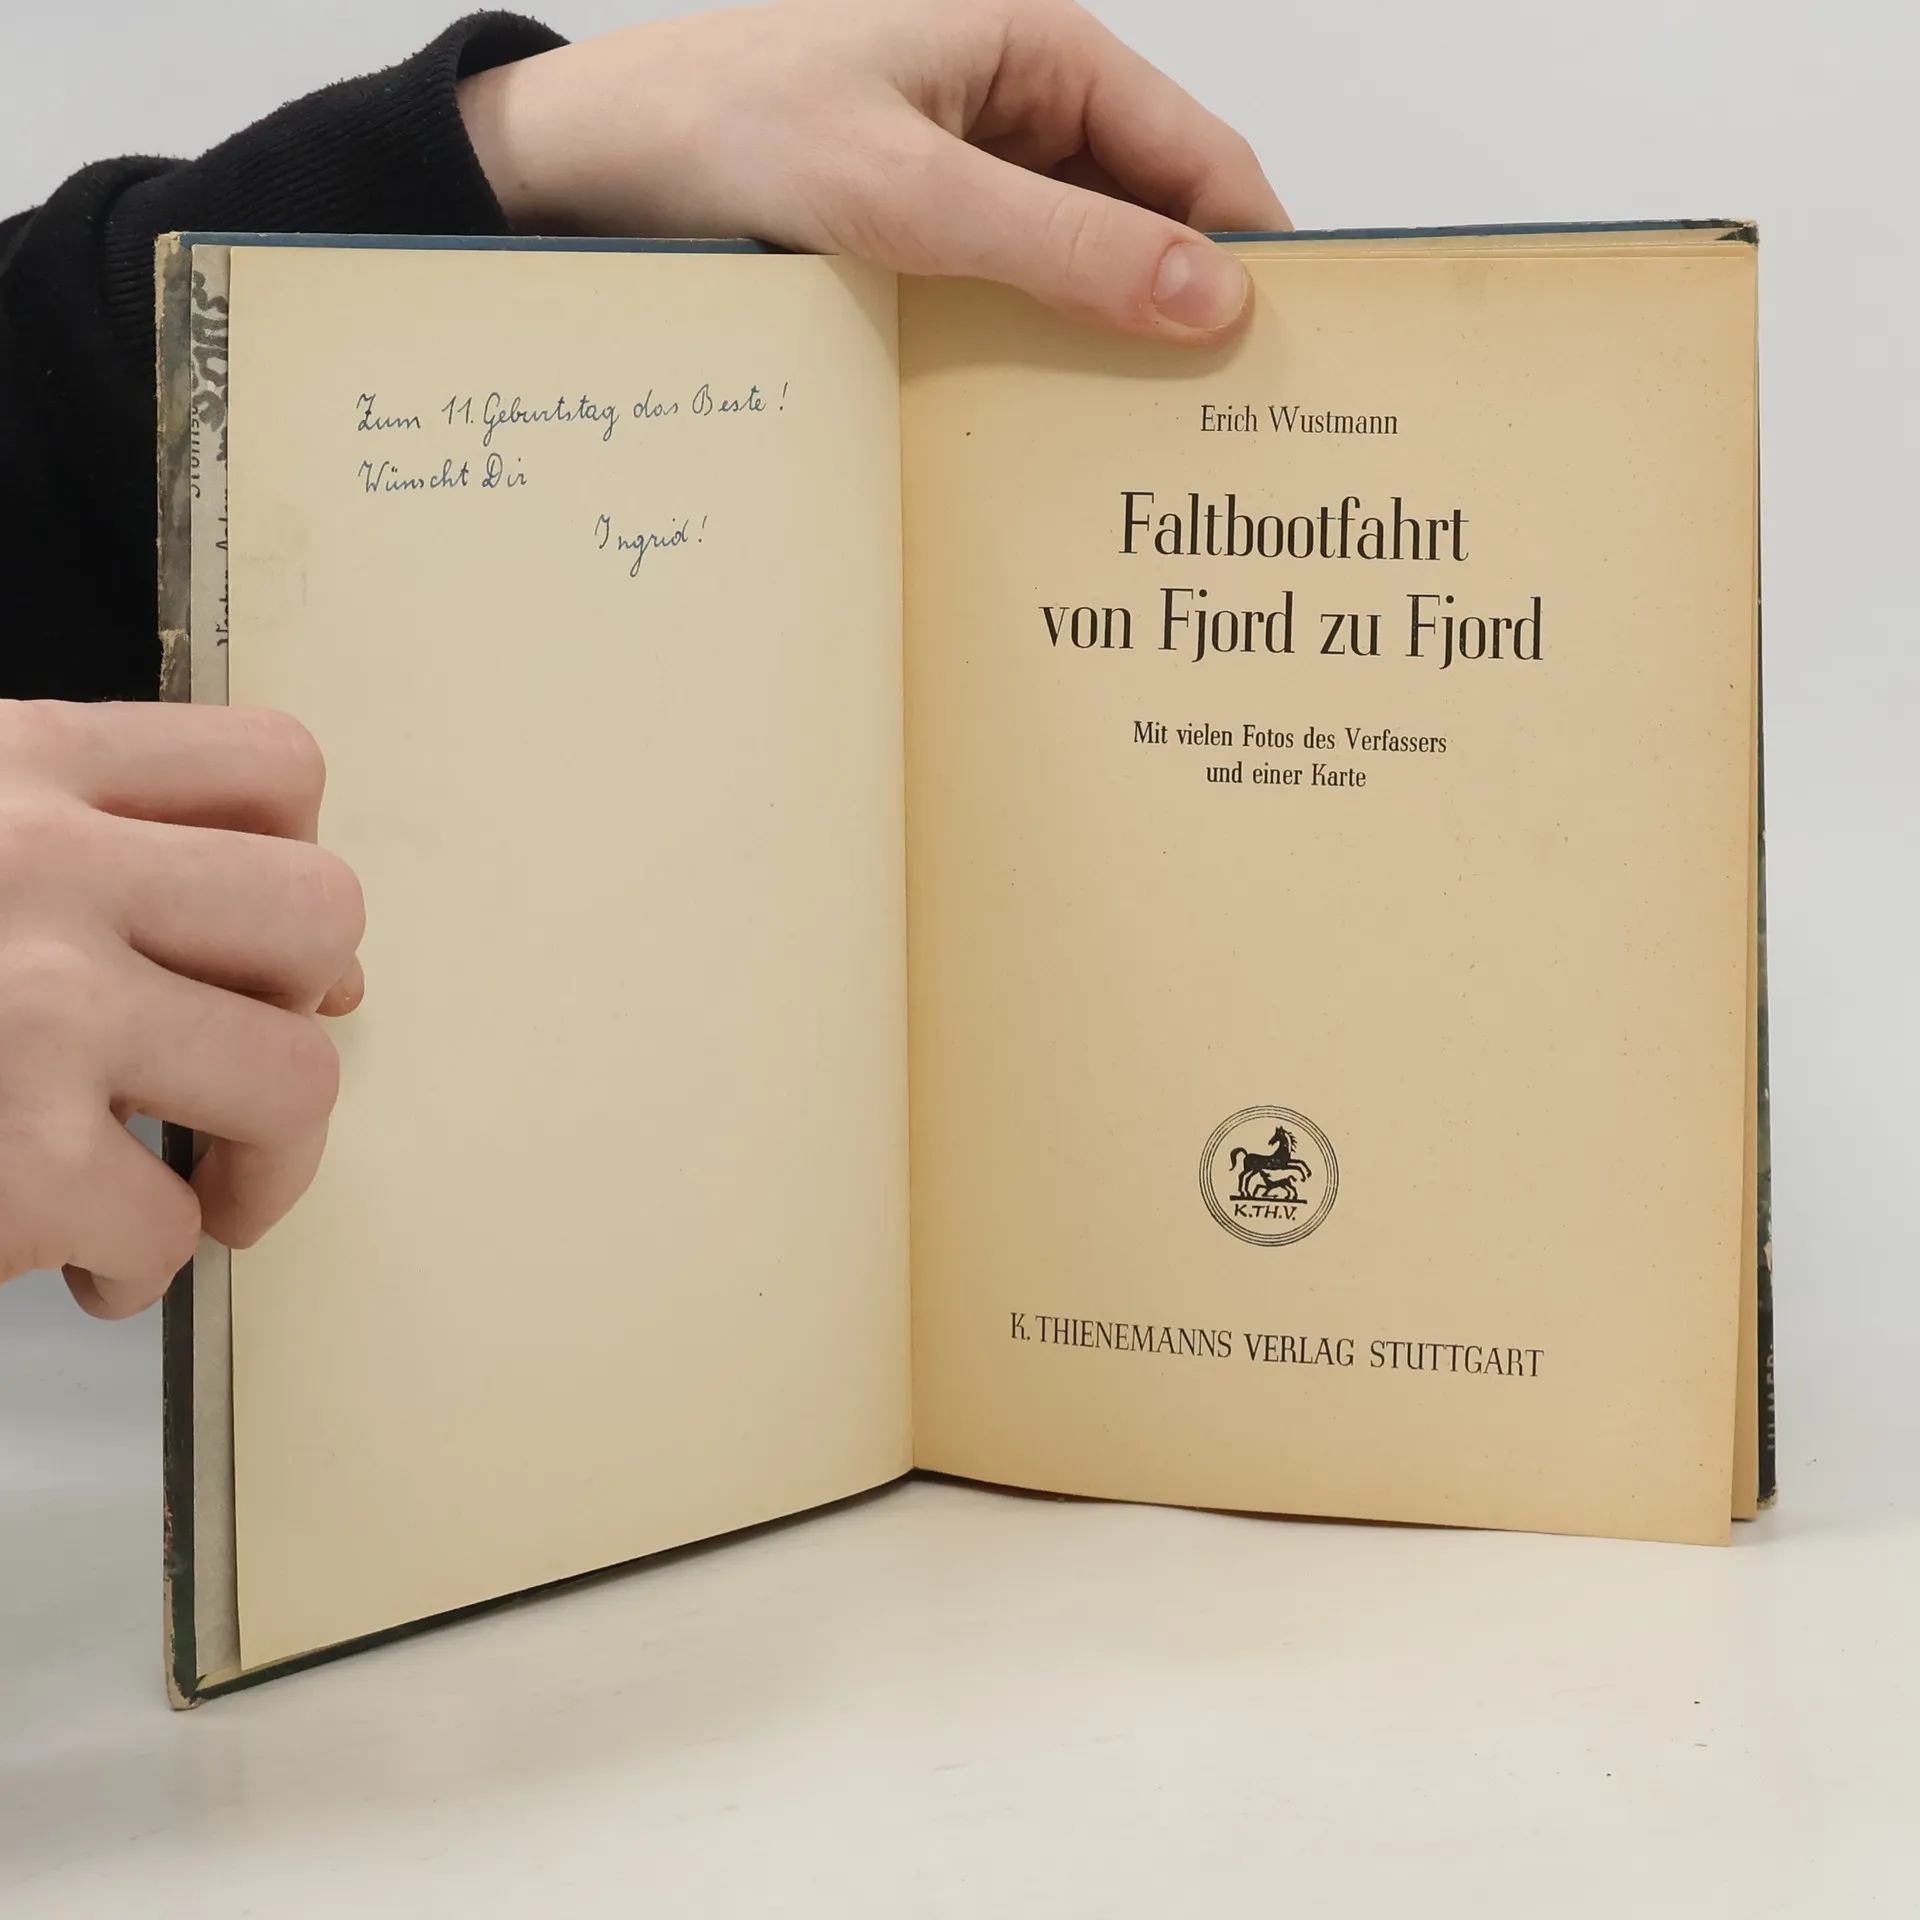 Zum 11. Geburtstag das Beste!
Wünscht Dir
Ingrid!
Erich Wustmann
Faltbootfahrt
von Fjord zu Fjord
Mit vielen Fotos des Verfassers
und einer Karte
K.TH.V.
K. THIENEMANNS VERLAG STUTTGART